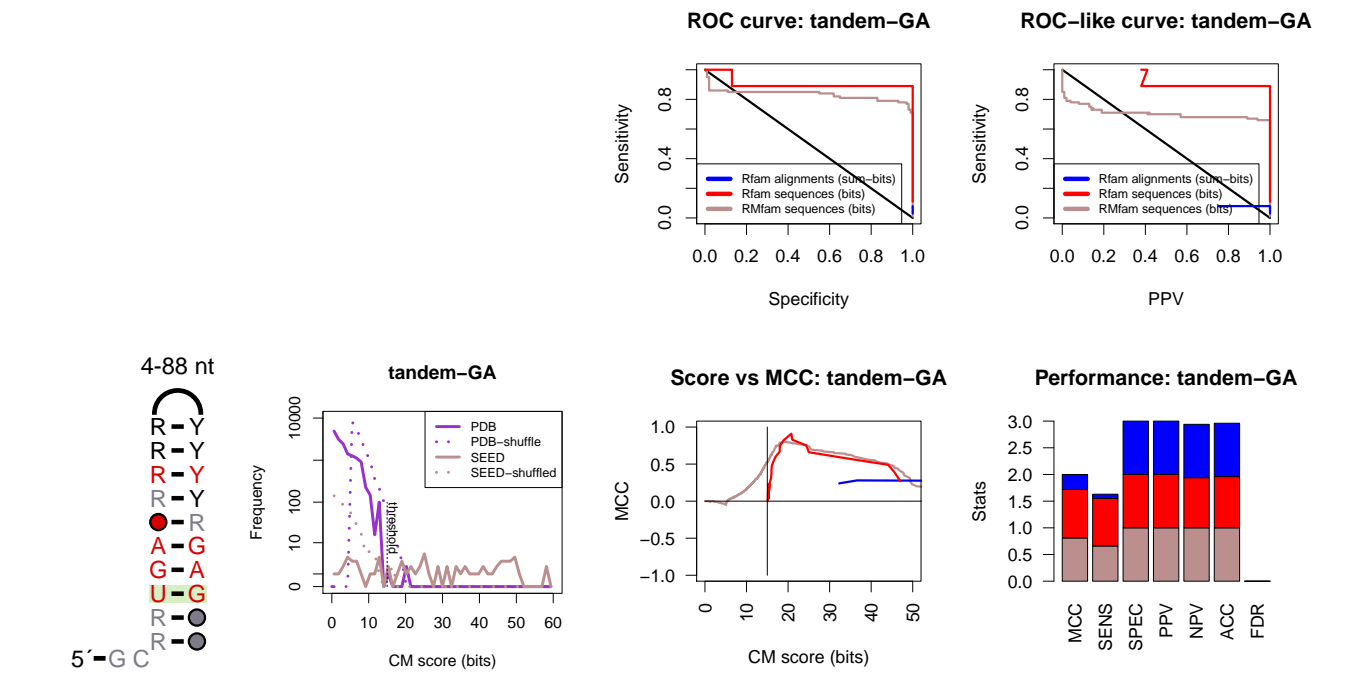 ROC curve: tandem−GA
Sensitivity
0.0 0.4 0.8
Rfam alignments (sum−bits)
Rfam sequences (bits)
RMfam sequences (bits)
0.0 0.2 0.4 0.6 0.8 1.0
Specificity
ROC−like curve: tandem−GA
Sensitivity
0.0 0.4 0.8
Rfam alignments (sum−bits)
Rfam sequences (bits)
RMfam sequences (bits)
0.0 0.2 0.4 0.6 0.8 1.0
PPV
4-88 nt
R Y
R Y
R Y
R Y
R
A G
G A
U G
R
R
5´ G C
tandem−GA
Frequency
0 10 100 10000
PDB
PDB−shuffle
SEED
SEED−shuffled
threshold
0 10 20 30 40 50 60
CM score (bits)
Score vs MCC: tandem−GA
MCC
−1.0 −0.5 0.0 0.5 1.0
0 10 20 30 40 50
CM score (bits)
Performance: tandem−GA
Stats
0.0 0.5 1.0 1.5 2.0 2.5 3.0
MCC SENS SPEC PPV NPV ACC FDR